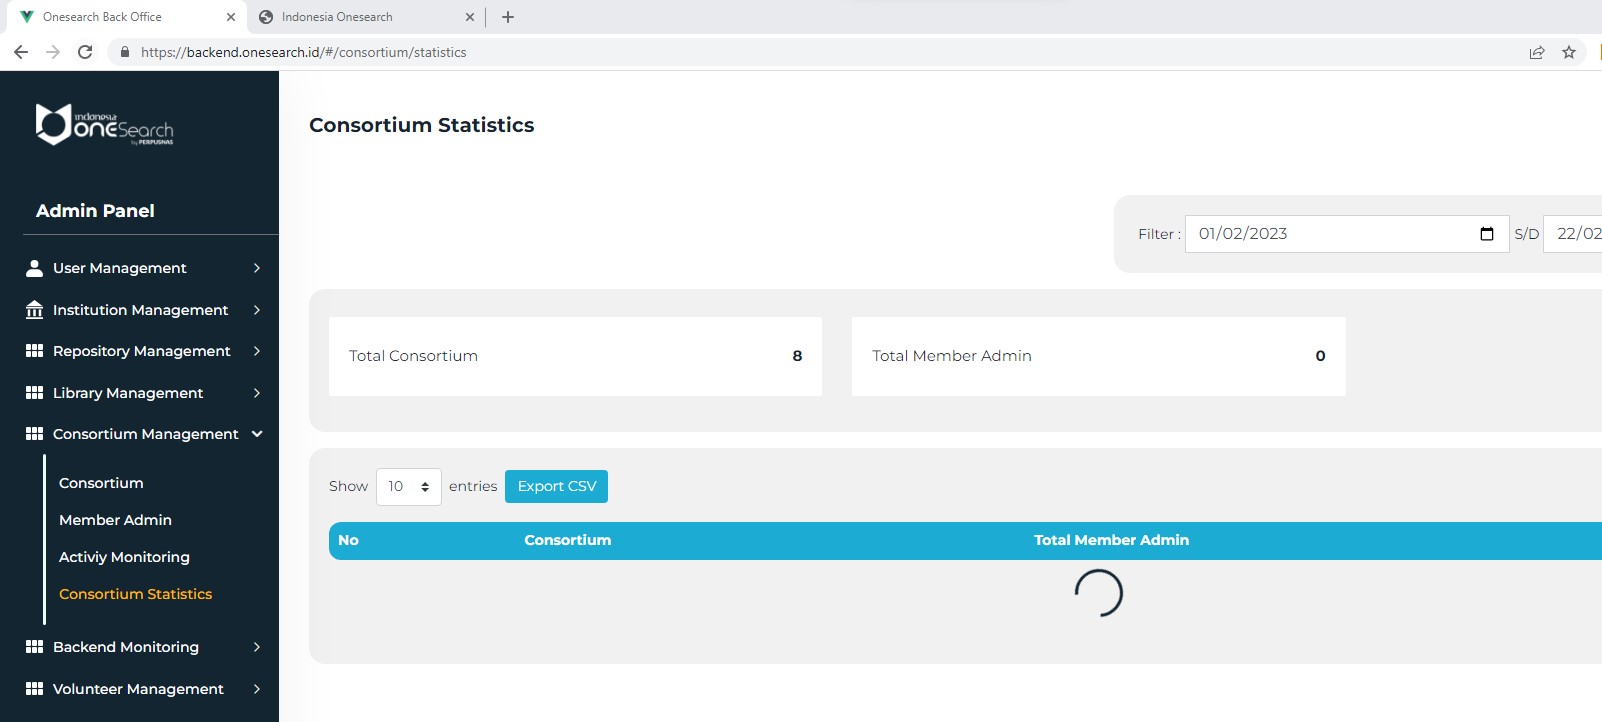 Onesearch Back Office
Indonesia Onesearch
https://backend.onesearch.id/#/consortium/statistics
indonesia
oneSearch
by PERPUSNAS
Admin Panel
User Management
Institution Management
Repository Management
Library Management
Consortium Management
Consortium
Member Admin
Activiy Monitoring
Consortium Statistics
Backend Monitoring
Volunteer Management
Consortium Statistics
Filter : 01/02/2023 S/D 22/02
Total Consortium 8
Total Member Admin 0
Show 10 entries Export CSV
No Consortium Total Member Admin